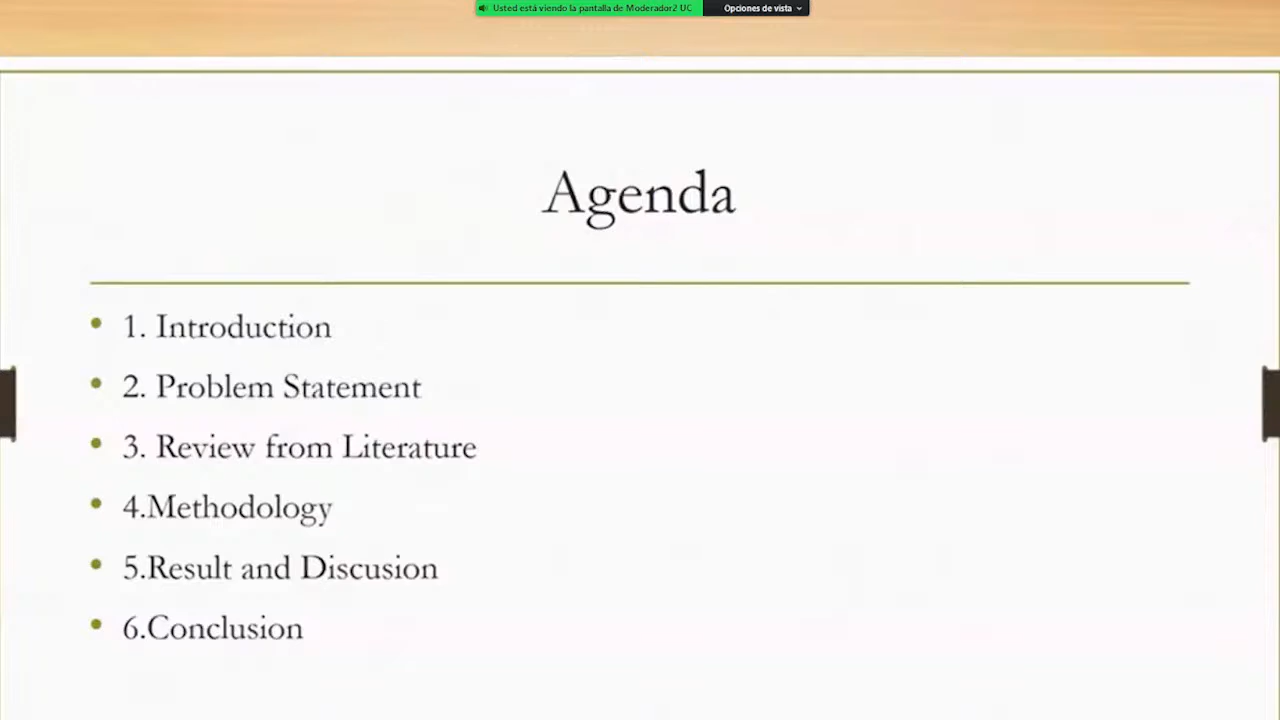 Usted está viendo la pantalla de Moderador2 UC
Opciones de vista
Agenda
• 1. Introduction
• 2. Problem Statement
• 3. Review from Literature
• 4.Methodology
• 5.Result and Discusion
• 6.Conclusion